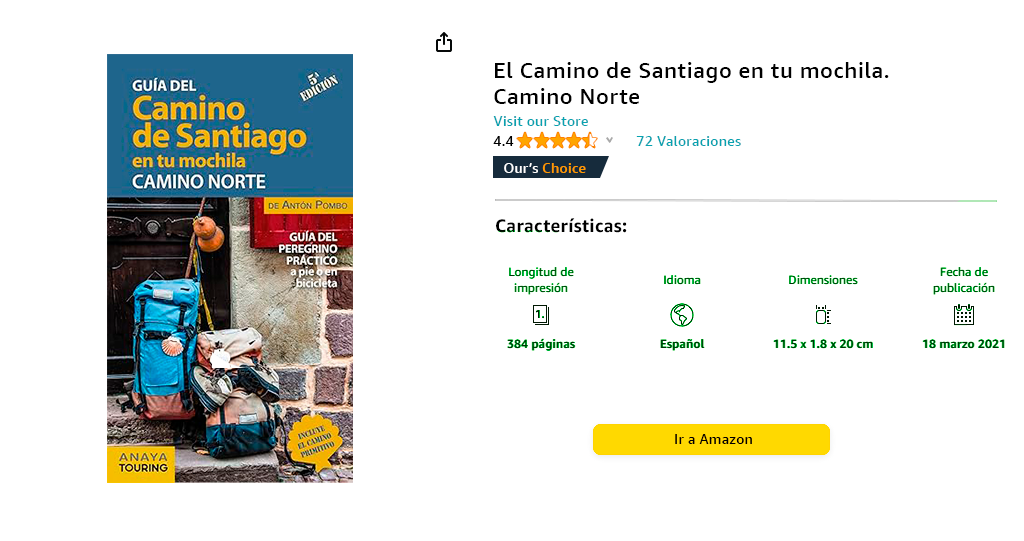 GUÍA DEL
Camino
de Santiago
en tu mochila
CAMINO NORTE
5ª
EDICIÓN
DE ANTÓN POMBO
GUÍA DEL
PEREGRINO
PRÁCTICO
a pie o en
bicicleta
INCLUYE
EL CAMINO
PRIMITIVO
ANAYA
TOURING
El Camino de Santiago en tu mochila.
Camino Norte
Visit our Store
4.4
72 Valoraciones
Our's Choice
Características:
Longitud de
impresión
1.
384 páginas
Idioma
Español
Dimensiones
11.5 x 1.8 x 20 cm
Fecha de
publicación
18 marzo 2021
Ir a Amazon